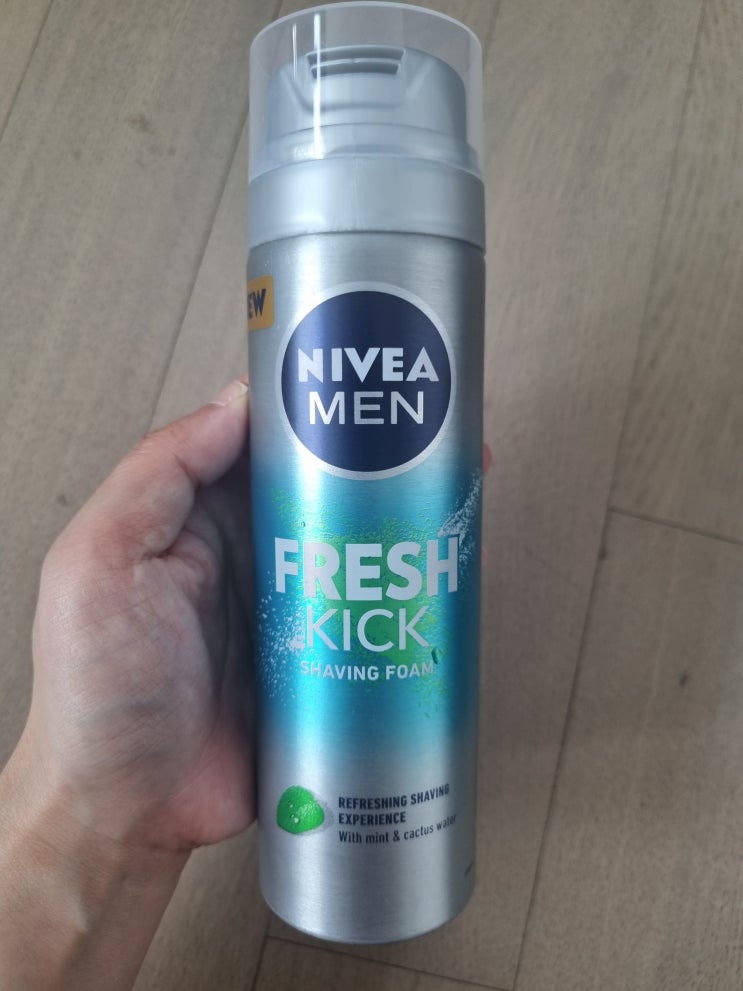 EW
NIVEA
MEN
FRESH
KICK
SHAVING FOAM
REFRESHING SHAVING
EXPERIENCE
With mint & cactus water